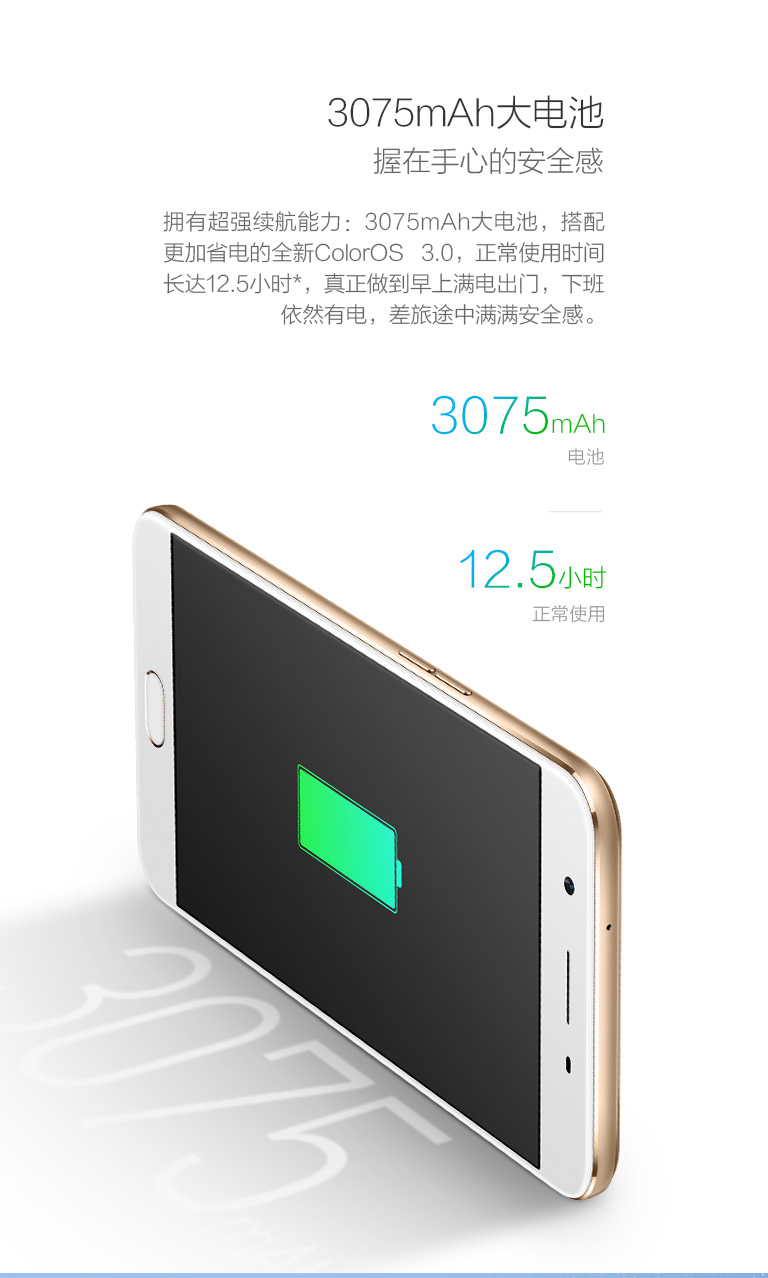 3075mAh大电池
握在手心的安全感
拥有超强续航能力：3075mAh大电池，搭配
更加省电的全新ColorOS 3.0，正常使用时间
长达12.5小时*，真正做到早上满电出门，下班
依然有电，差旅途中满满安全感。
3075mAh
电池
12.5小时
正常使用
3075
mAh